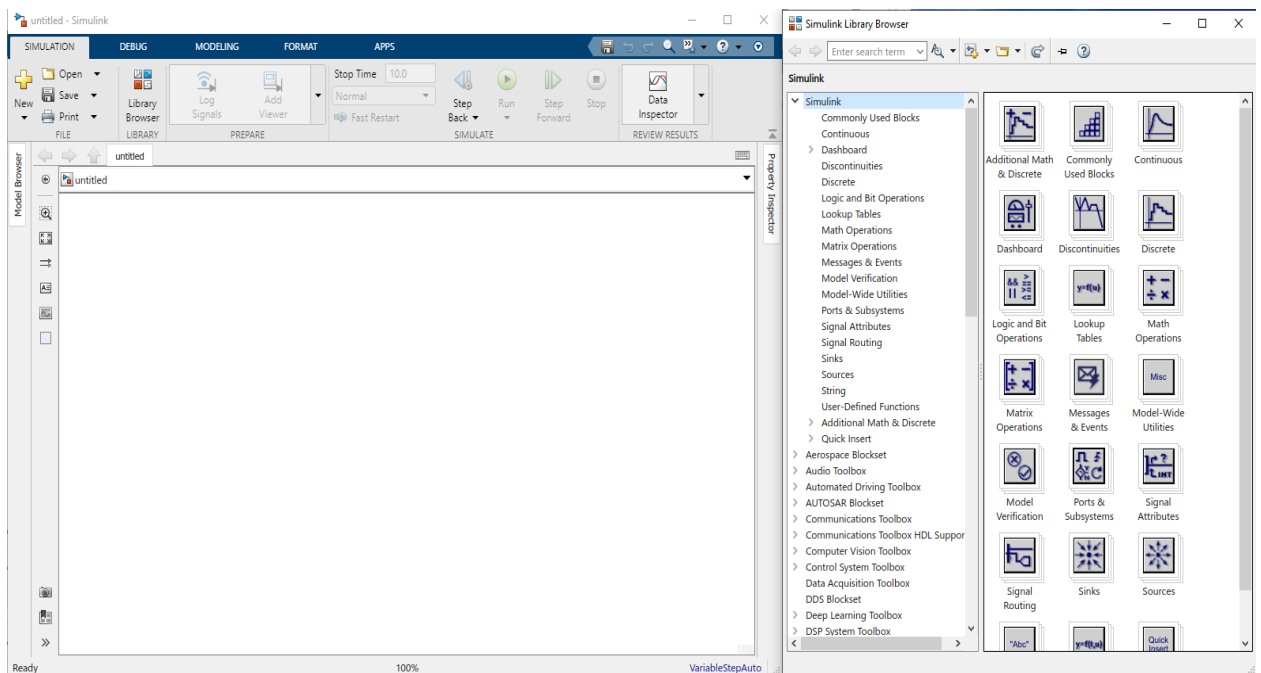 untitled - Simulink
SIMULATION DEBUG MODELING FORMAT APPS
New
Open
Save
Print
FILE
Library
Browser
LIBRARY
Log
Signals
Add
Viewer
PREPARE
Stop Time 10.0
Normal
Fast Restart
Step
Back
Run
Step
Forward
Stop
SIMULATE
Data
Inspector
REVIEW RESULTS
Model Browser
untitled
untitled
Property Inspector
Ready 100% VariableStepAuto
Simulink Library Browser
Enter search term
Simulink
Simulink
Commonly Used Blocks
Continuous
Dashboard
Discontinuities
Discrete
Logic and Bit Operations
Lookup Tables
Math Operations
Matrix Operations
Messages & Events
Model Verification
Model-Wide Utilities
Ports & Subsystems
Signal Attributes
Signal Routing
Sinks
Sources
String
User-Defined Functions
Additional Math & Discrete
Quick Insert
Aerospace Blockset
Audio Toolbox
Automated Driving Toolbox
AUTOSAR Blockset
Communications Toolbox
Communications Toolbox HDL Suppor
Computer Vision Toolbox
Control System Toolbox
Data Acquisition Toolbox
DDS Blockset
Deep Learning Toolbox
DSP System Toolbox
Additional Math
& Discrete
Commonly
Used Blocks
Continuous
Dashboard
Discontinuities
Discrete
y=f(u)
Logic and Bit
Operations
Lookup
Tables
Math
Operations
Misc
Matrix
Operations
Messages
& Events
Model-Wide
Utilities
Model
Verification
Ports &
Subsystems
Signal
Attributes
Signal
Routing
Sinks
Sources
"Abc"
y=f(t,u)
Quick
Insert